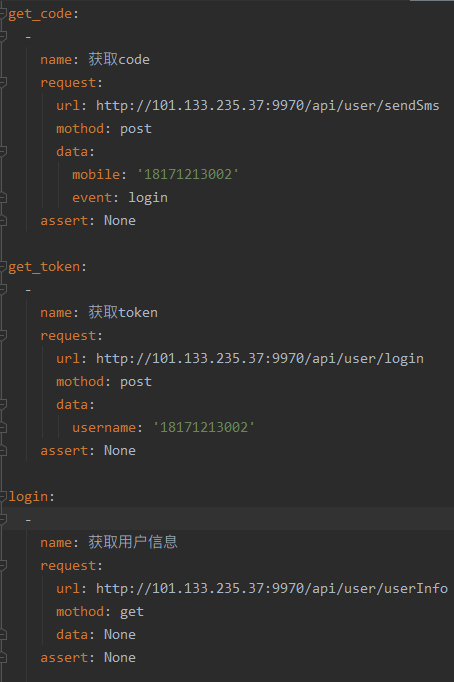 get_code:
  -
    name: 获取code
    request:
      url: http://101.133.235.37:9970/api/user/sendSms
      mothod: post
      data:
        mobile: '18171213002'
        event: login
    assert: None

get_token:
  -
    name: 获取token
    request:
      url: http://101.133.235.37:9970/api/user/login
      mothod: post
      data:
        username: '18171213002'
    assert: None

login:
  -
    name: 获取用户信息
    request:
      url: http://101.133.235.37:9970/api/user/userInfo
      mothod: get
      data: None
    assert: None